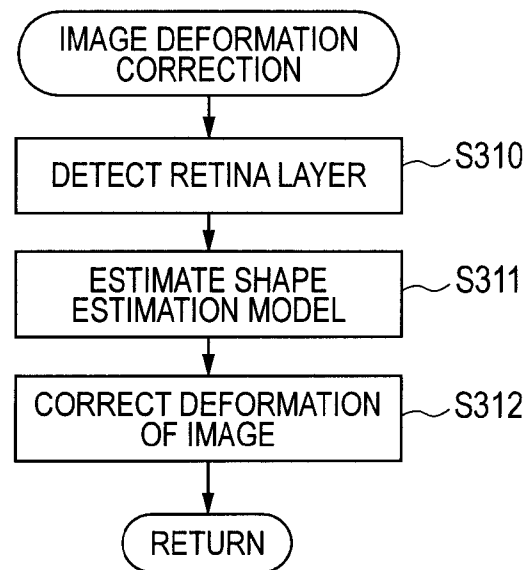 IMAGE DEFORMATION
CORRECTION
DETECT RETINA LAYER
S310
ESTIMATE SHAPE
ESTIMATION MODEL
S311
CORRECT DEFORMATION
OF IMAGE
S312
RETURN